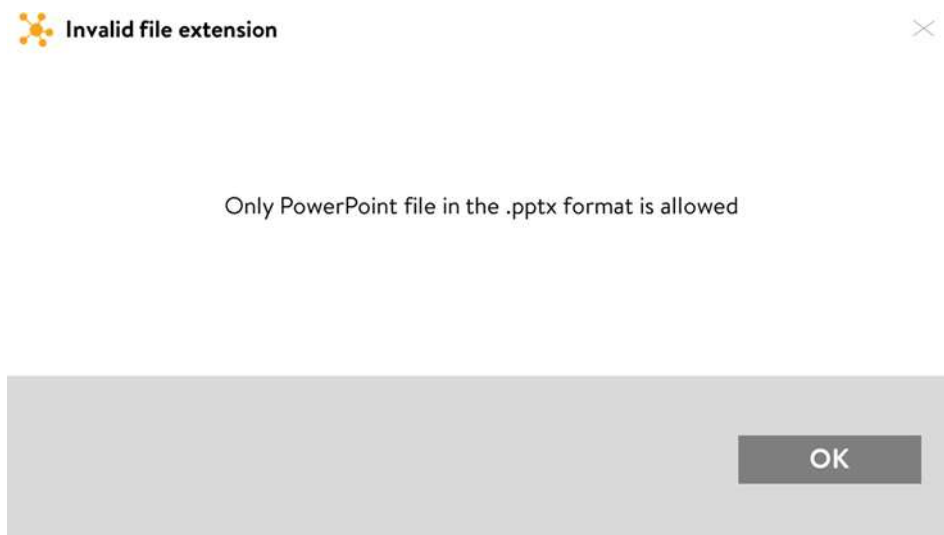 Invalid file extension
Only PowerPoint file in the .pptx format is allowed
OK